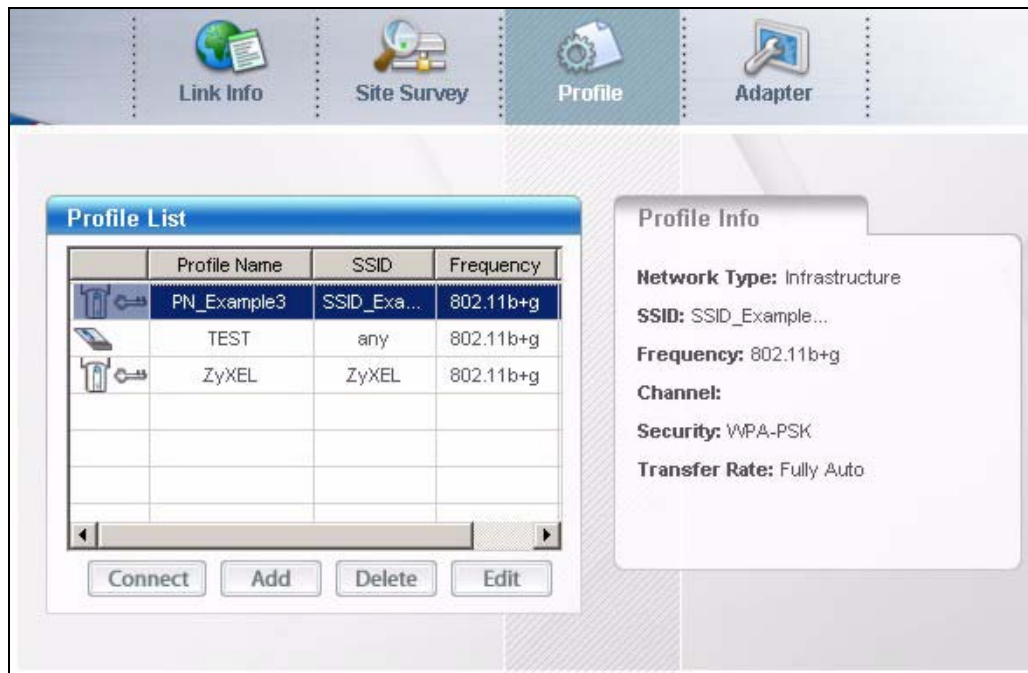 Link Info
Site Survey
Profile
Adapter
Profile List
Profile Name SSID Frequency
PN_Example3 SSID_Exa... 802.11b+g
TEST any 802.11b+g
ZyXEL ZyXEL 802.11b+g
Connect
Add
Delete
Edit
Profile Info
Network Type: Infrastructure
SSID: SSID_Example...
Frequency: 802.11b+g
Channel:
Security: WPA-PSK
Transfer Rate: Fully Auto